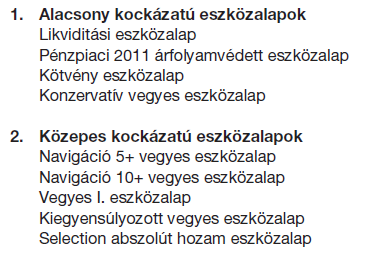 1. Alacsony kockázatú eszközalapok
Likviditási eszközalap
Pénzpiaci 2011 árfolyamvédett eszközalap
Kötvény eszközalap
Konzervatív vegyes eszközalap
2. Közepes kockázatú eszközalapok
Navigáció 5+ vegyes eszközalap
Navigáció 10+ vegyes eszközalap
Vegyes I. eszközalap
Kiegyensúlyozott vegyes eszközalap
Selection abszolút hozam eszközalap